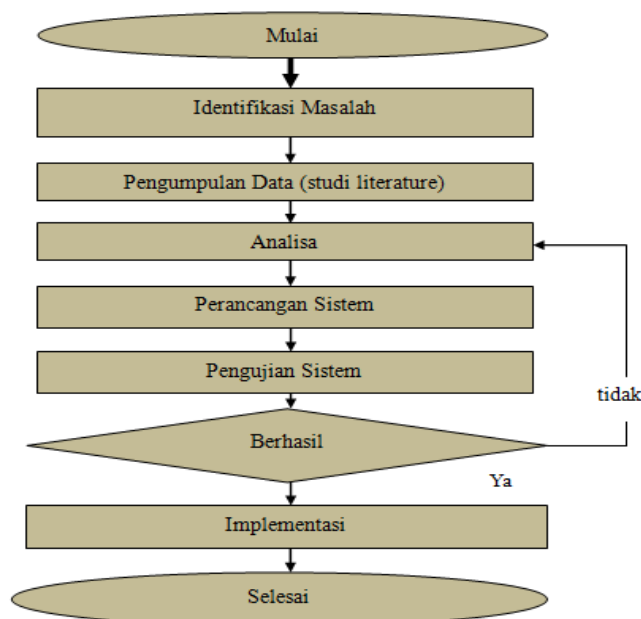 Mulai
Identifikasi Masalah
Pengumpulan Data (studi literature)
Analisa
Perancangan Sistem
Pengujian Sistem
tidak
Berhasil
Ya
Implementasi
Selesai